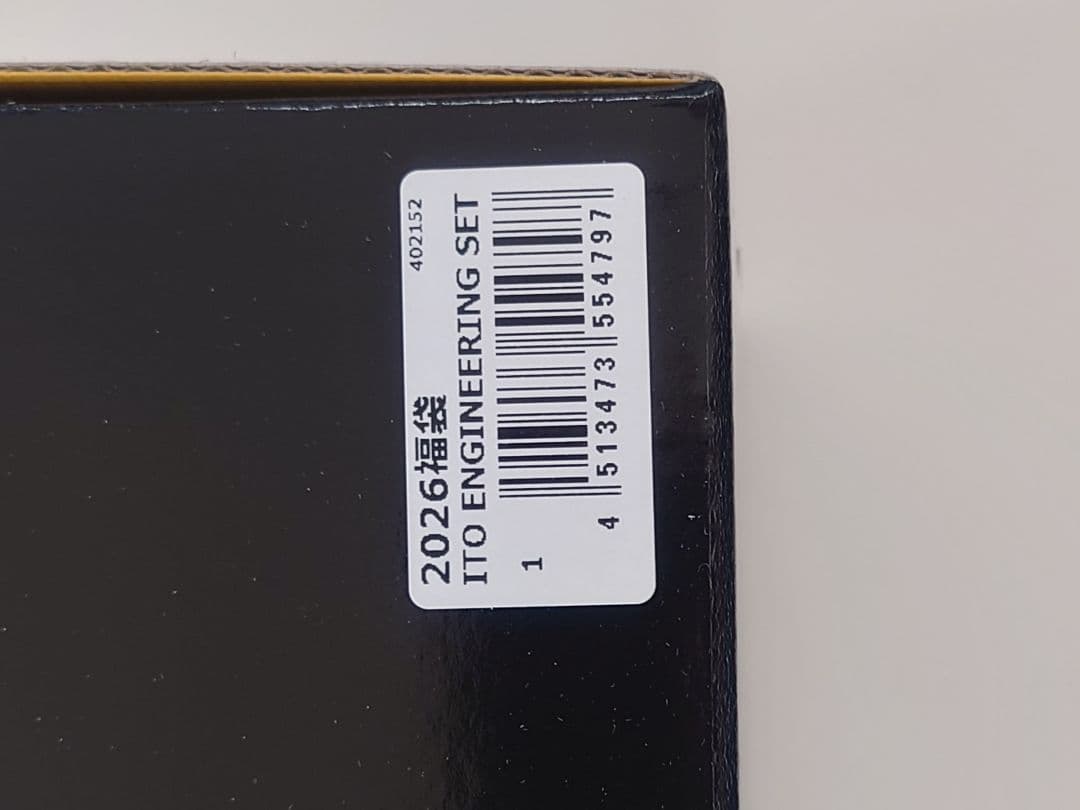 402152
2026福袋
ITO ENGINEERING SET
1
4 513473 554797